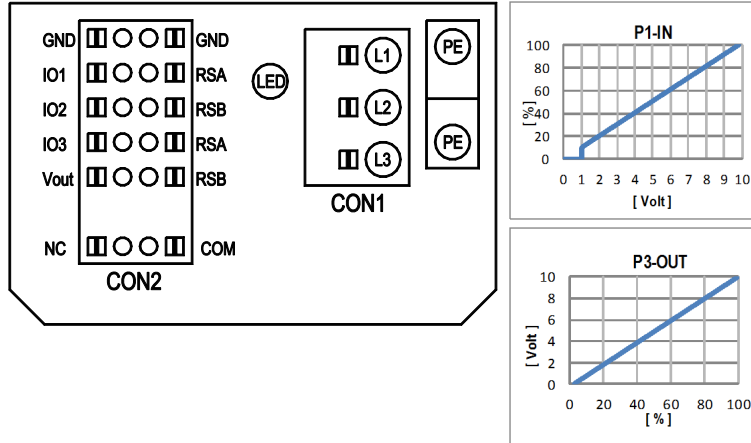 GND GND
IO1 RSA
IO2 RSB
IO3 RSA
Vout RSB
NC COM
CON2
LED
L1
L2
L3
CON1
PE
PE
P1-IN
[ %]
100
80
60
40
20
0
0 1 2 3 4 5 6 7 8 9 10
[ Volt ]
P3-OUT
[ Volt ]
10
8
6
4
2
0
0 20 40 60 80 100
[ % ]